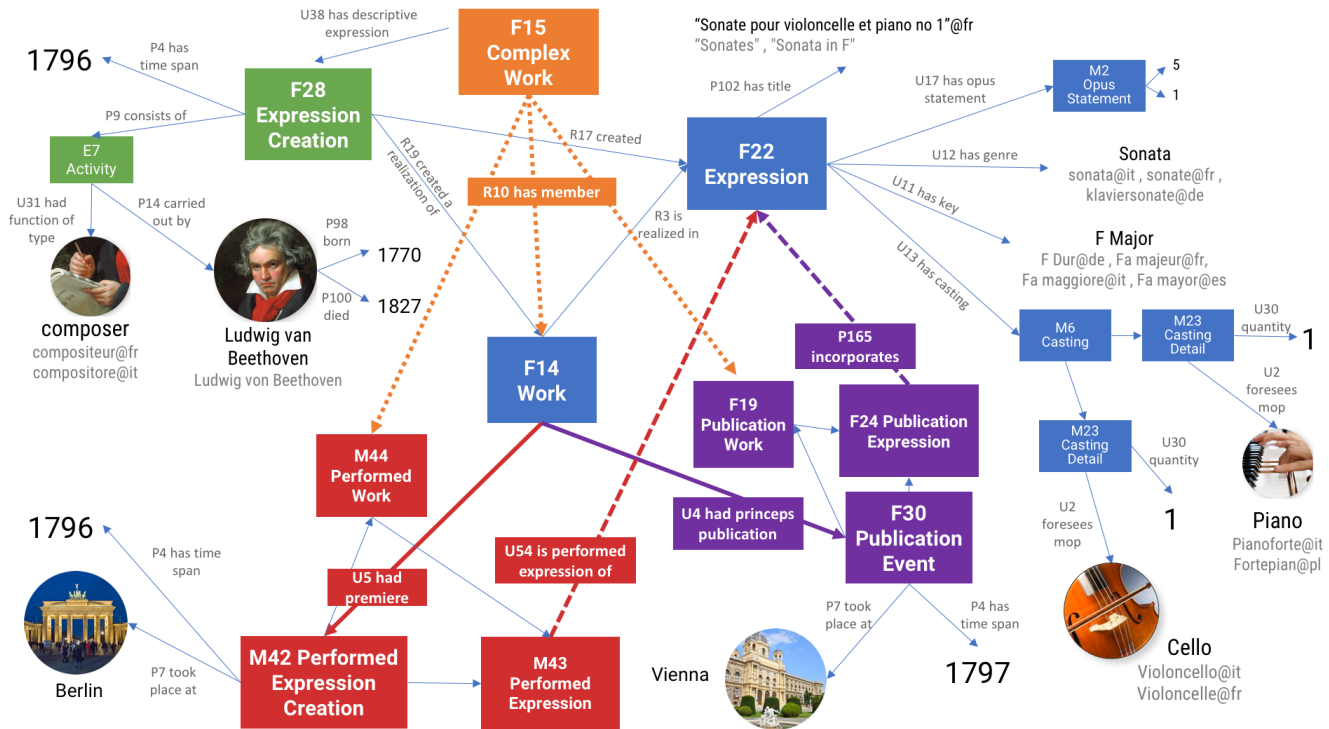 U38 has descriptive
expression
F15
Complex
Work
“Sonate pour violoncelle et piano no 1”@fr
“Sonates” , "Sonata in F"
1796
P4 has
time span
F28
Expression
Creation
P102 has title
U17 has opus
statement
M2
Opus
Statement
5
1
P9 consists of
E7
Activity
R17 created
R19 created a
realization of
F22
Expression
U12 has genre
Sonata
sonata@it , sonate@fr ,
klaviersonate@de
U31 had
function of
type
P14 carried
out by
R10 has member
R3 is
realized in
U11 has key
U13 has casting
F Major
F Dur@de , Fa majeur@fr,
Fa maggiore@it , Fa mayor@es
P98
born
1770
P100
died
1827
composer
compositeur@fr
compositore@it
Ludwig van
Beethoven
Ludwig von Beethoven
F14
Work
P165
incorporates
M6
Casting
M23
Casting
Detail
U30
quantity
1
U2
foresees
mop
F19
Publication
Work
F24 Publication
Expression
M23
Casting
Detail
U30
quantity
1
U2
foresees
mop
Piano
Pianoforte@it
Fortepian@pl
M44
Performed
Work
U4 had princeps
publication
F30
Publication
Event
1796
P4 has time
span
U54 is performed
expression of
U5 had
premiere
P7 took
place at
Berlin
M42 Performed
Expression
Creation
M43
Performed
Expression
P7 took
place at
P4 has
time span
Vienna
1797
Cello
Violoncello@it
Violoncelle@fr